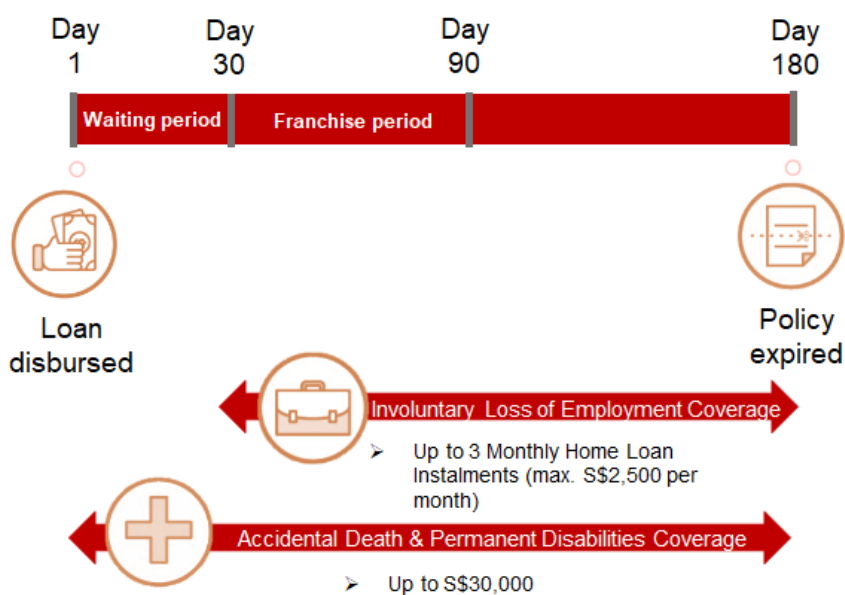 Day
1
Day
30
Day
90
Day
180
Waiting period
Franchise period
Loan
disbursed
Policy
expired
Involuntary Loss of Employment Coverage
➢ Up to 3 Monthly Home Loan
Instalments (max. S$2,500 per
month)
Accidental Death & Permanent Disabilities Coverage
➢ Up to S$30,000